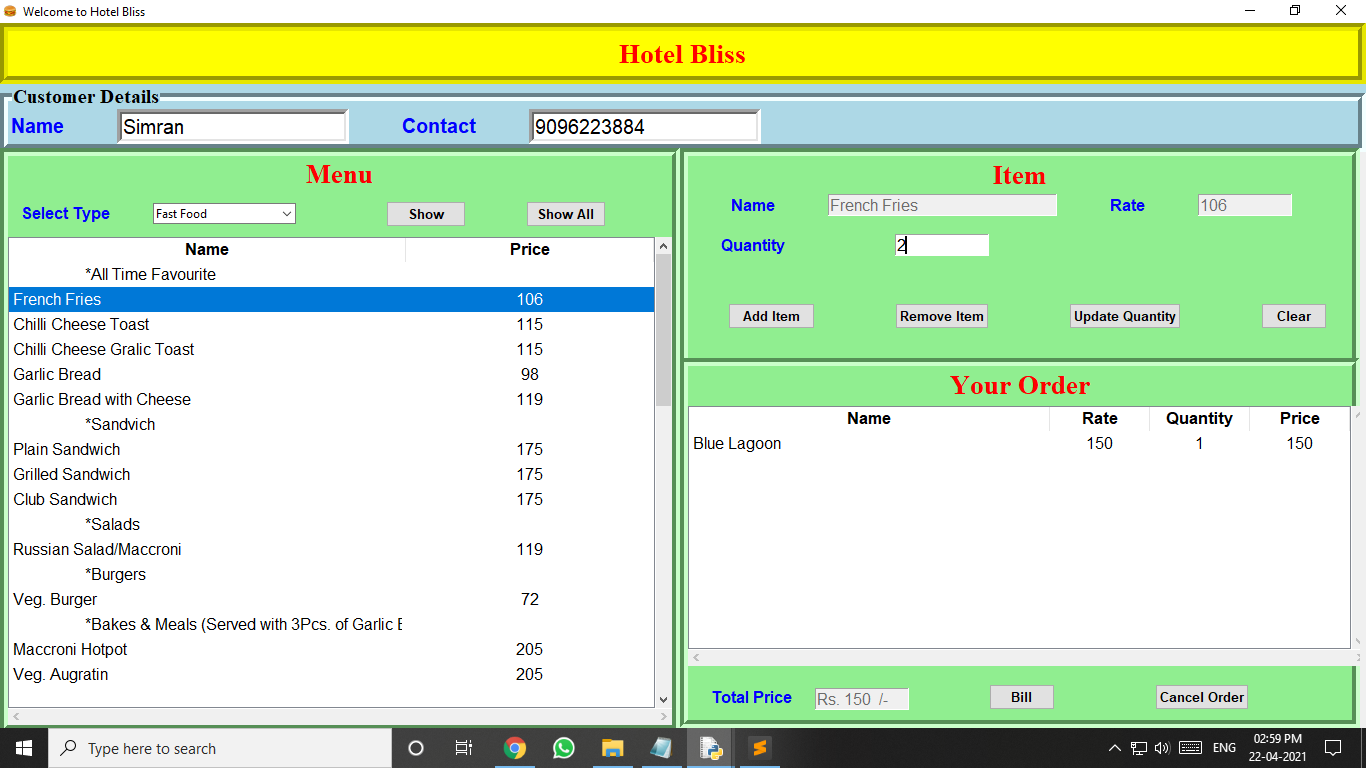 Welcome to Hotel Bliss
Hotel Bliss
Customer Details
Name Simran Contact 9096223884
Menu
Select Type Fast Food Show Show All
Name Price
*All Time Favourite
French Fries 106
Chilli Cheese Toast 115
Chilli Cheese Gralic Toast 115
Garlic Bread 98
Garlic Bread with Cheese 119
*Sandvich
Plain Sandwich 175
Grilled Sandwich 175
Club Sandwich 175
*Salads
Russian Salad/Maccroni 119
*Burgers
Veg. Burger 72
*Bakes & Meals (Served with 3Pcs. of Garlic
Maccroni Hotpot 205
Veg. Augratin 205
Item
Name French Fries Rate 106
Quantity 2
Add Item Remove Item Update Quantity Clear
Your Order
Name Rate Quantity Price
Blue Lagoon 150 1 150
Total Price Rs. 150 /- Bill Cancel Order
Type here to search
ENG
02:59 PM
22-04-2021